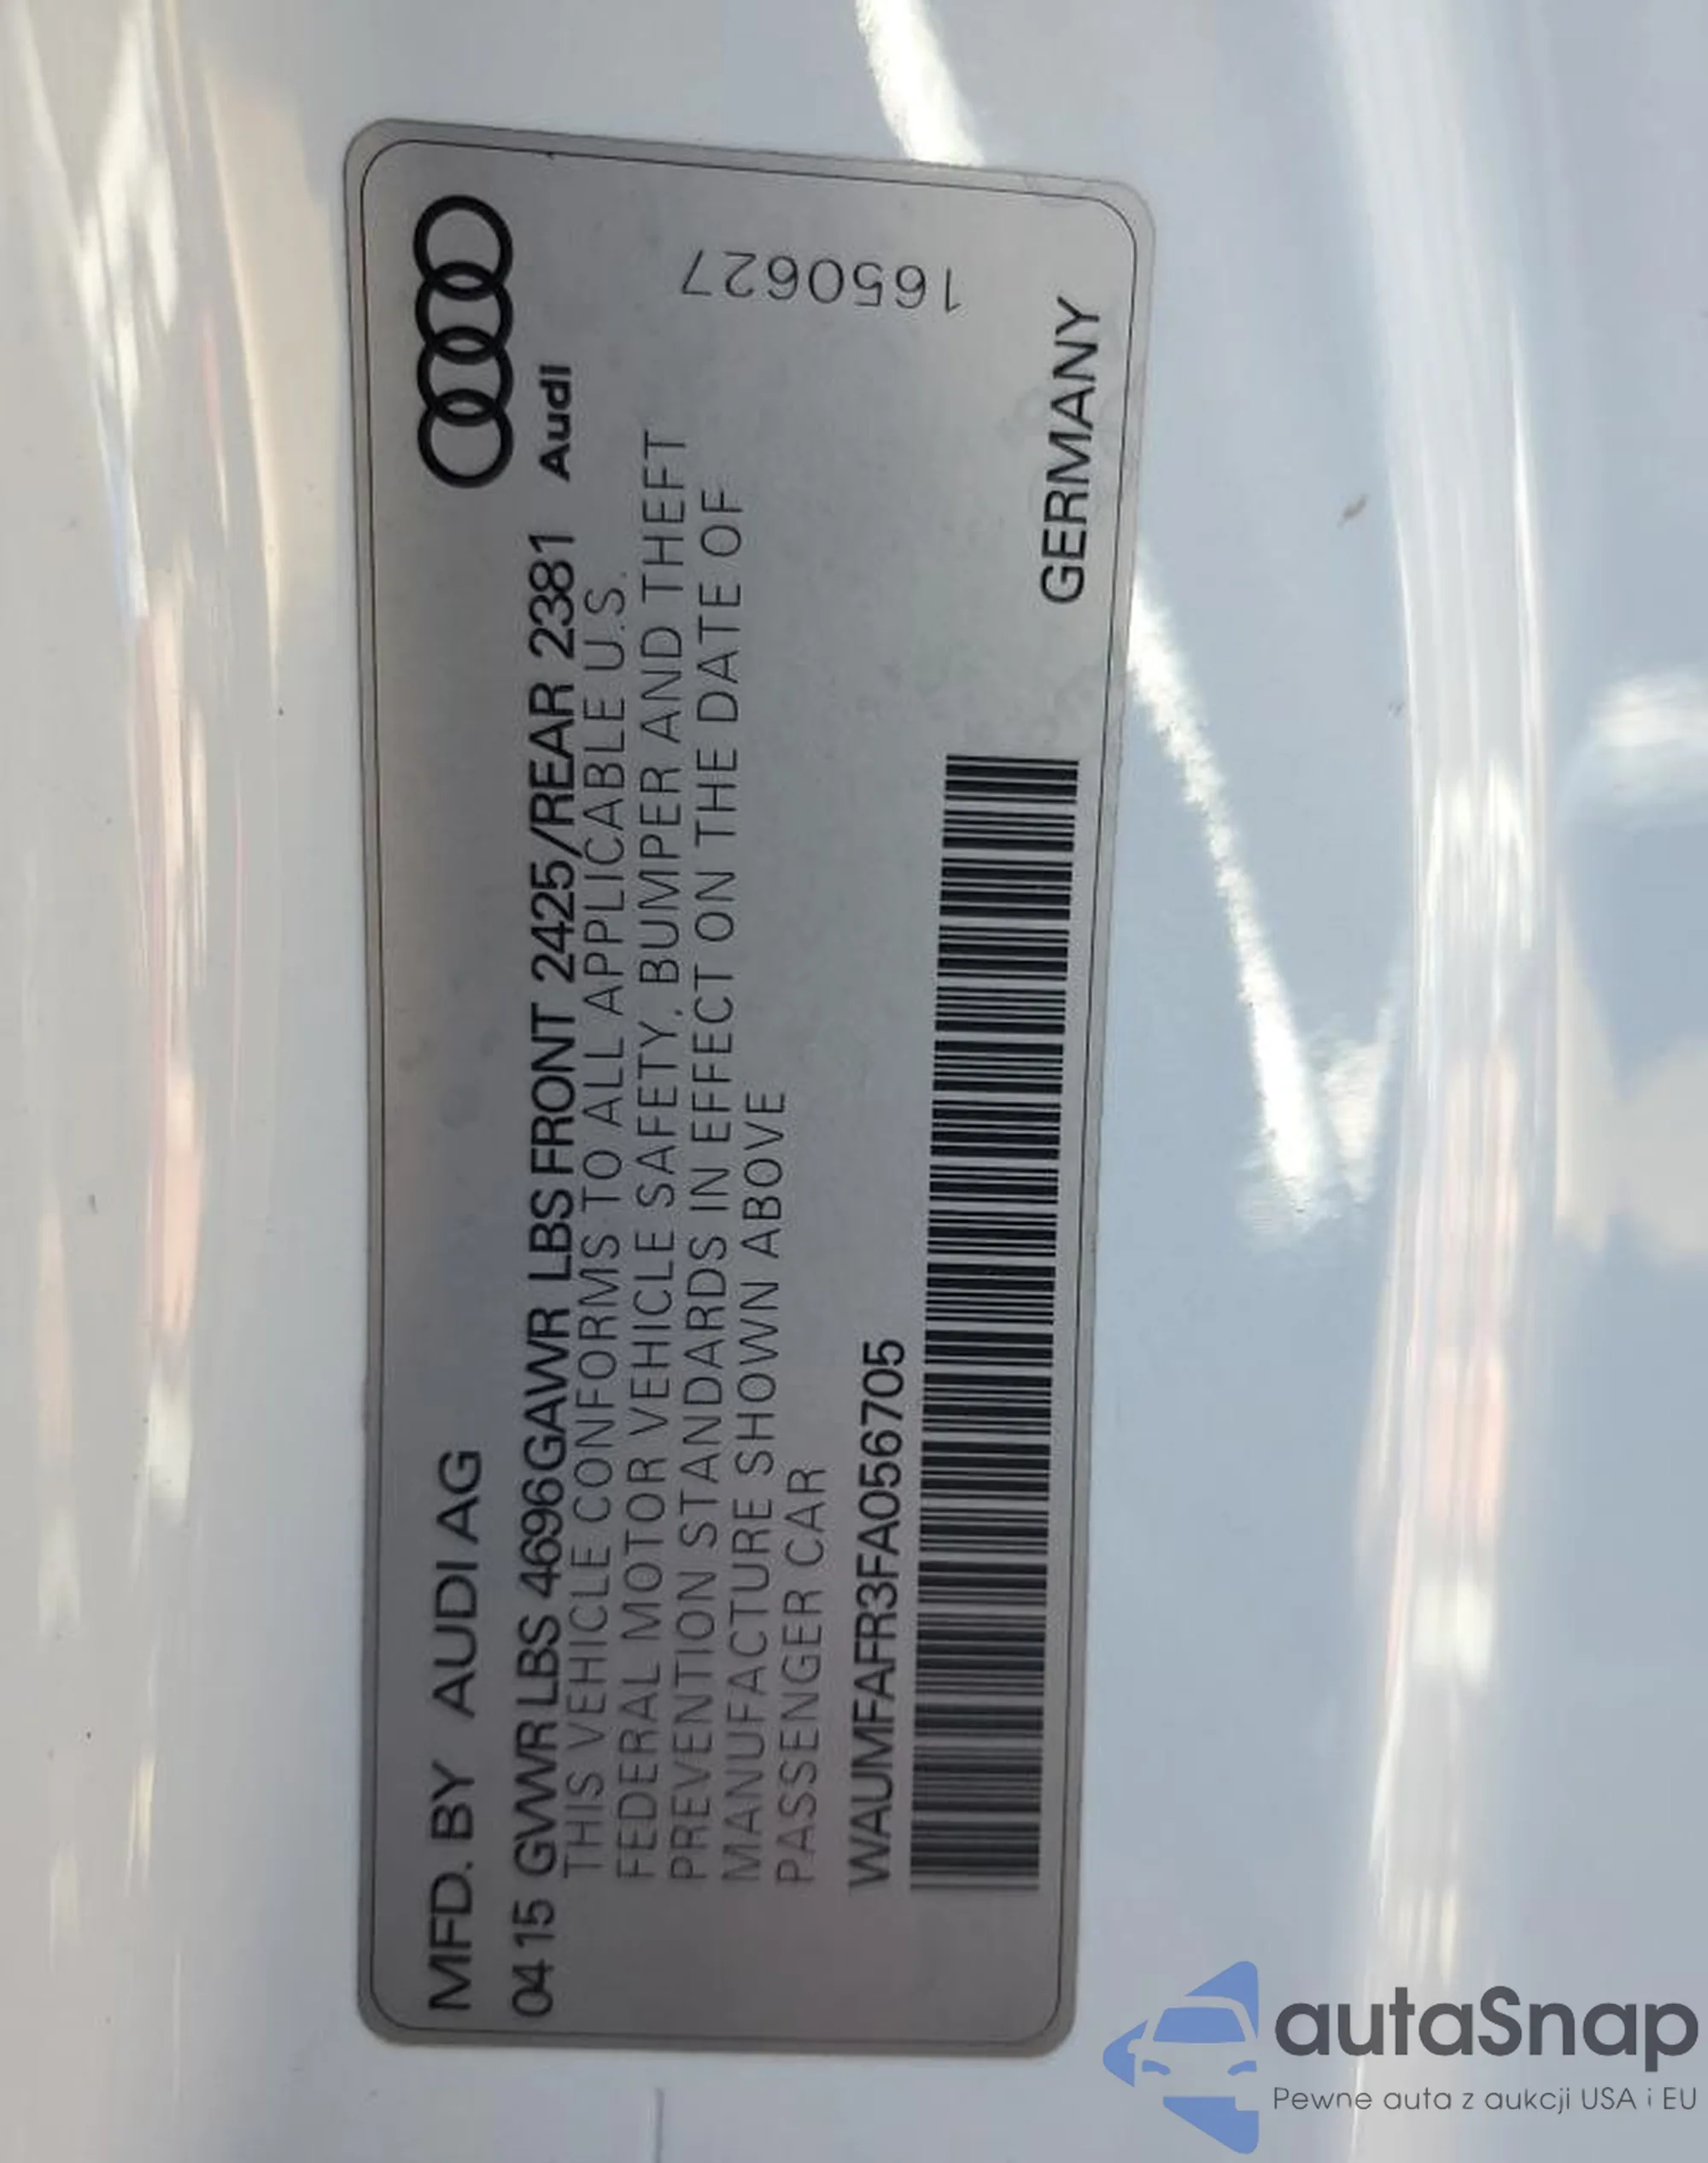 MFD. BY AUDI AG
04 15 GWWR LBS 4696GAWR LBS FRONT 2425/REAR 2381
Audi
THIS VEHICLE CONFORMS TO ALL APPLICABLE U.S.
FEDERAL MOTOR VEHICLE SAFETY, BUMPER AND THEFT
PREVENTION STANDARDS IN EFFECT ON THE DATE OF
MANUFACTURE SHOWN ABOVE
PASSENGER CAR
1650627
WAUMFAFR3FA056705
GERMANY
autaSnap
Pewne auta z aukcji USA i EU